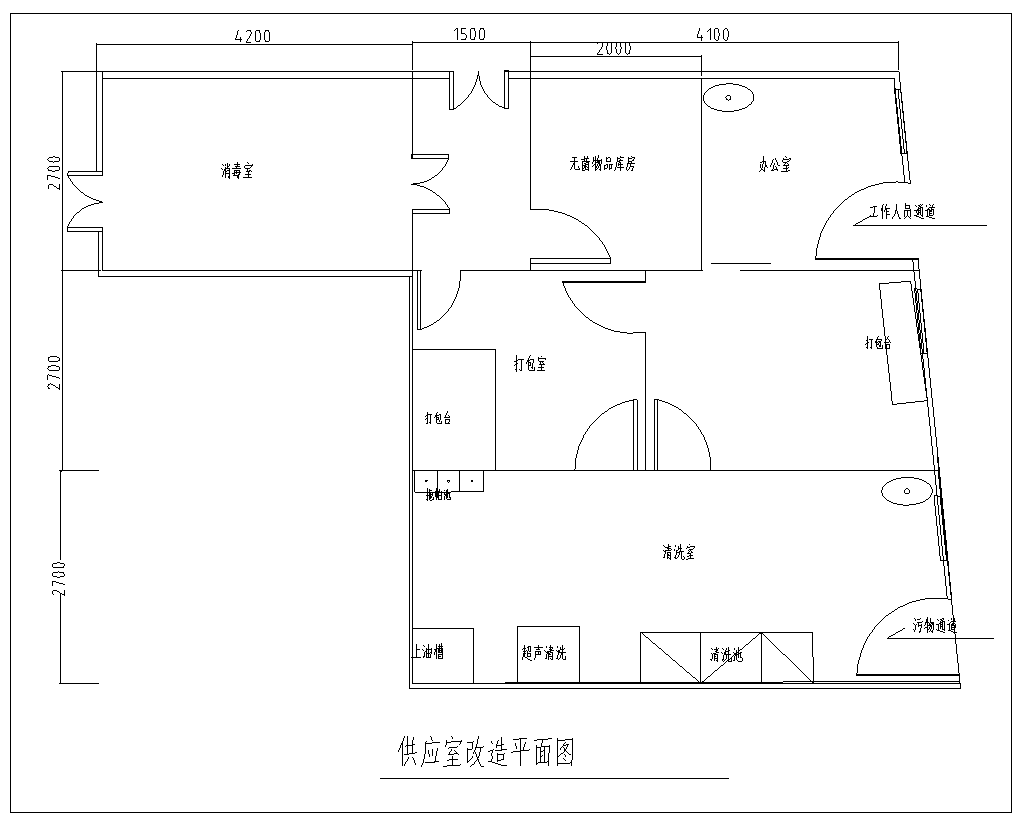 4200
1500
4100
2000
2700
消毒室
无菌物品库房
办公室
工作人员通道
2700
打包室
打包台
打包台
拖帕池
2700
清洗室
上油槽
超声清洗
清洗池
污物通道
供应室改造平面图